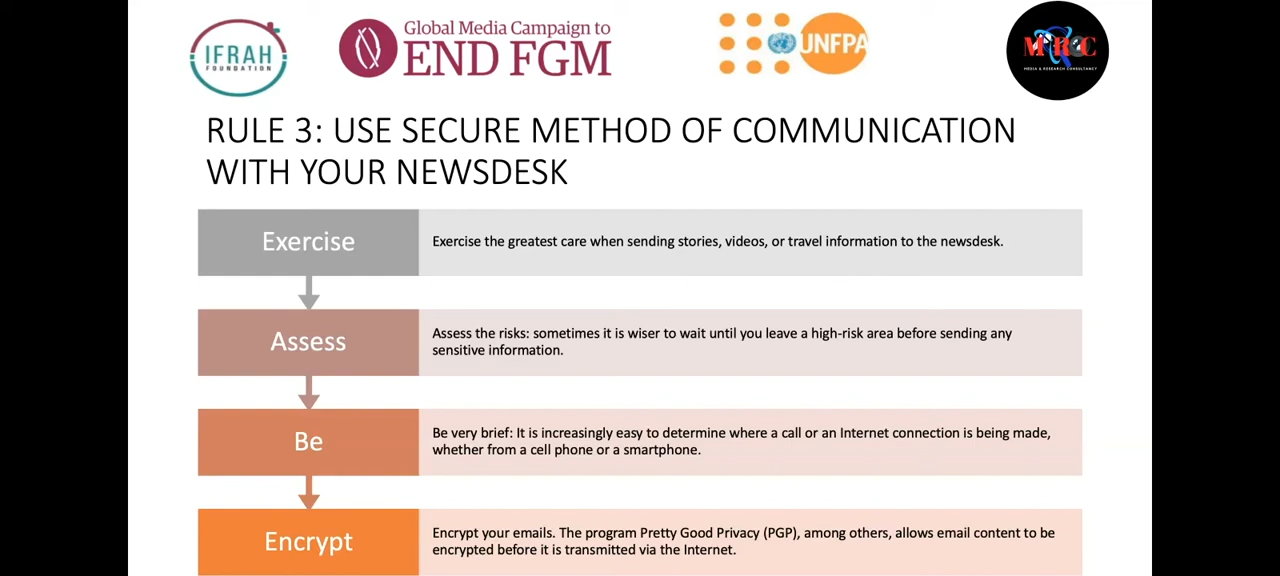 IFRAH
FOUNDATION
Global Media Campaign to
END FGM
UNFPA
MRC
MEDIA & RESEARCH CONSULTANCY
RULE 3: USE SECURE METHOD OF COMMUNICATION
WITH YOUR NEWSDESK
Exercise
Exercise the greatest care when sending stories, videos, or travel information to the newsdesk.
Assess
Assess the risks: sometimes it is wiser to wait until you leave a high-risk area before sending any
sensitive information.
Be
Be very brief: It is increasingly easy to determine where a call or an Internet connection is being made,
whether from a cell phone or a smartphone.
Encrypt
Encrypt your emails. The program Pretty Good Privacy (PGP), among others, allows email content to be
encrypted before it is transmitted via the Internet.